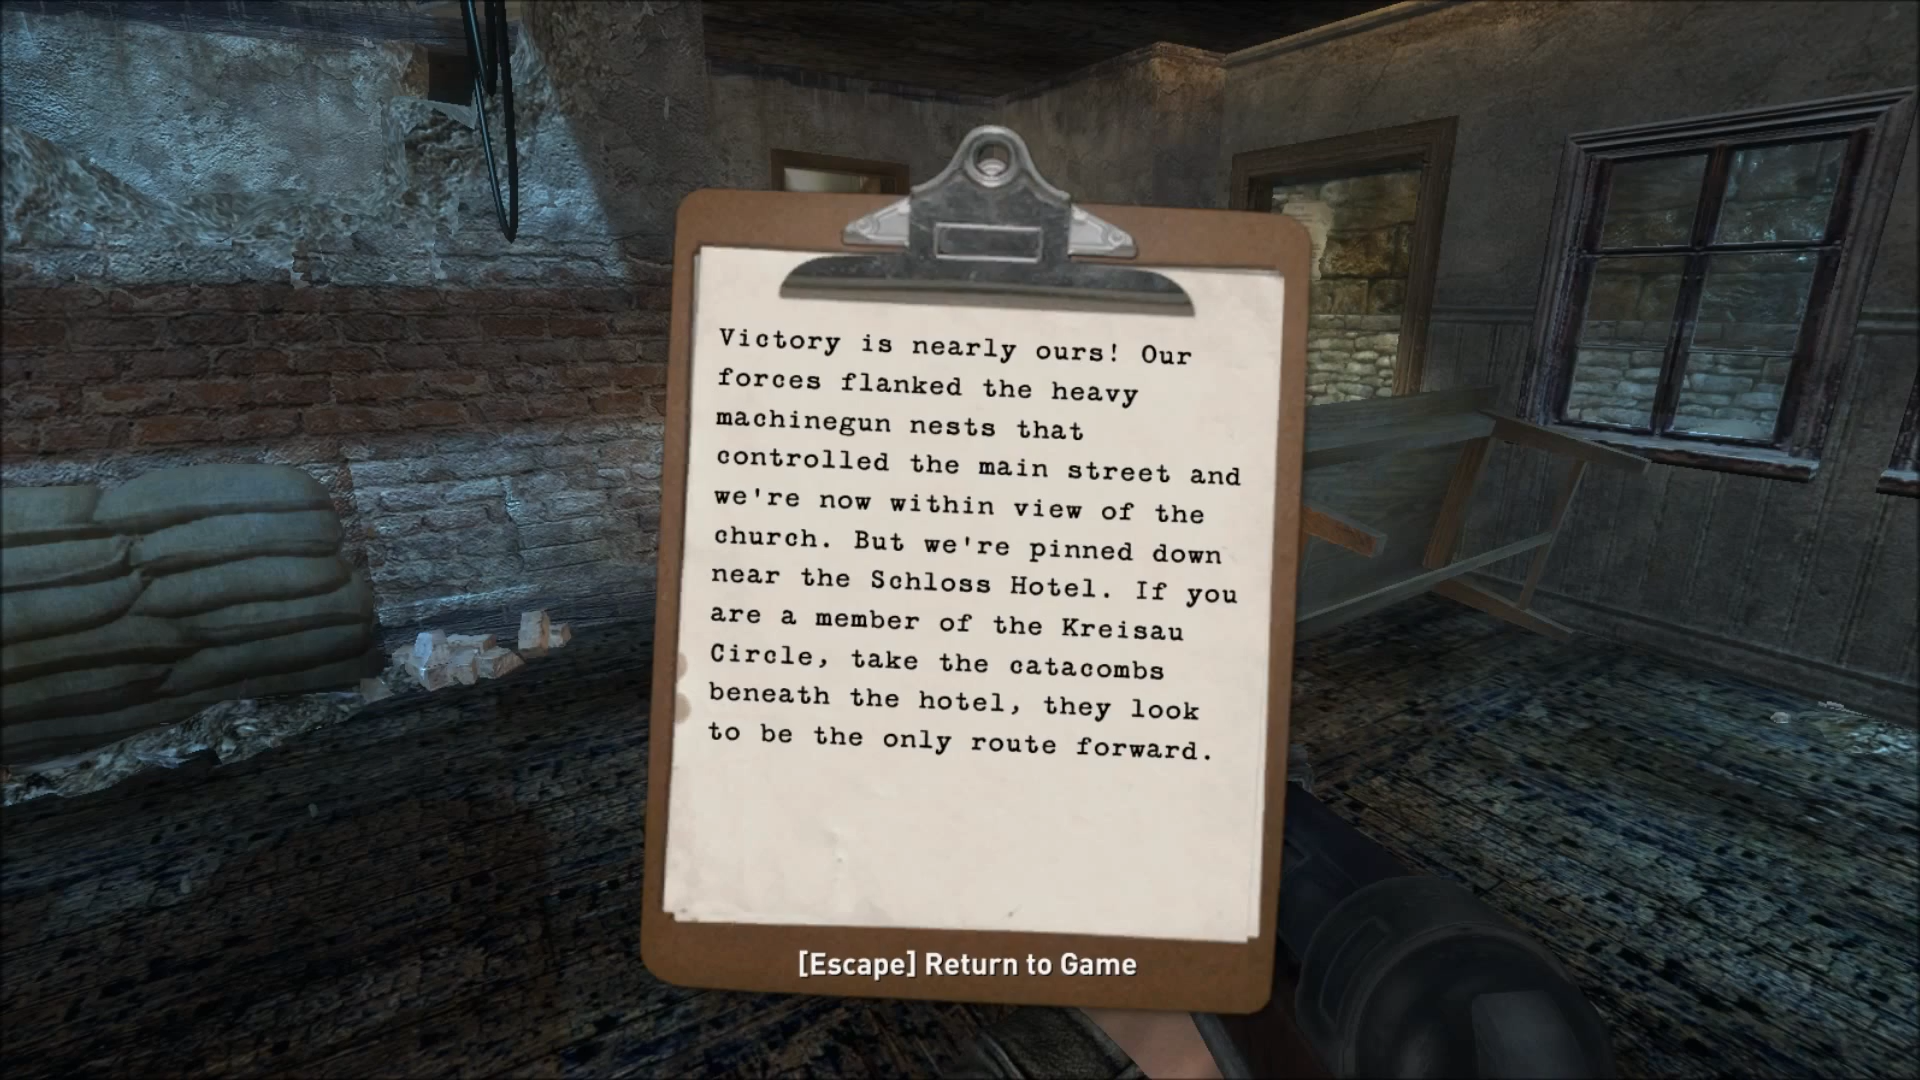 Victory is nearly ours! Our
forces flanked the heavy
machinegun nests that
controlled the main street and
we're now within view of the
church. But we're pinned down
near the Schloss Hotel. If you
are a member of the Kreisau
Circle, take the catacombs
beneath the hotel, they look
to be the only route forward.
[Escape] Return to Game